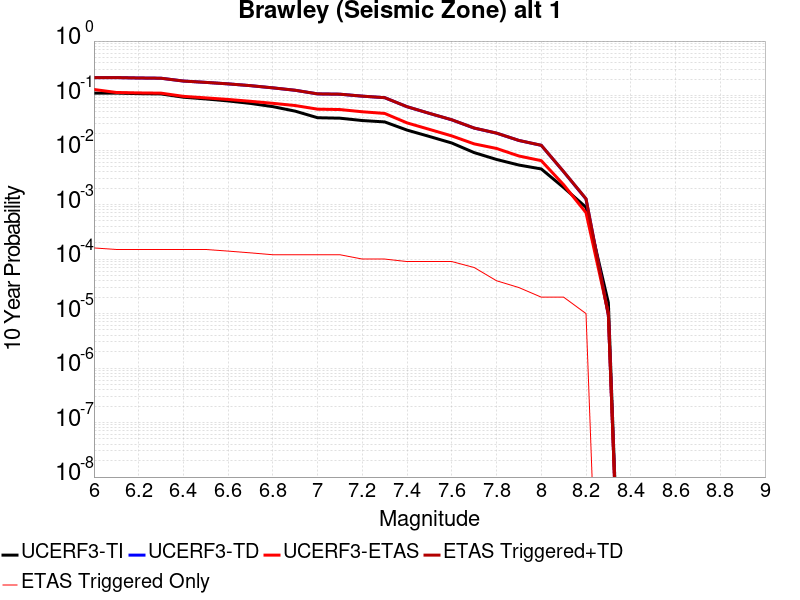 Brawley (Seismic Zone) alt 1
10 Year Probability
10^0
10^-1
10^-2
10^-3
10^-4
10^-5
10^-6
10^-7
10^-8
6 6.2 6.4 6.6 6.8 7 7.2 7.4 7.6 7.8 8 8.2 8.4 8.6 8.8 9
Magnitude
UCERF3-TI UCERF3-TD UCERF3-ETAS ETAS Triggered+TD
ETAS Triggered Only